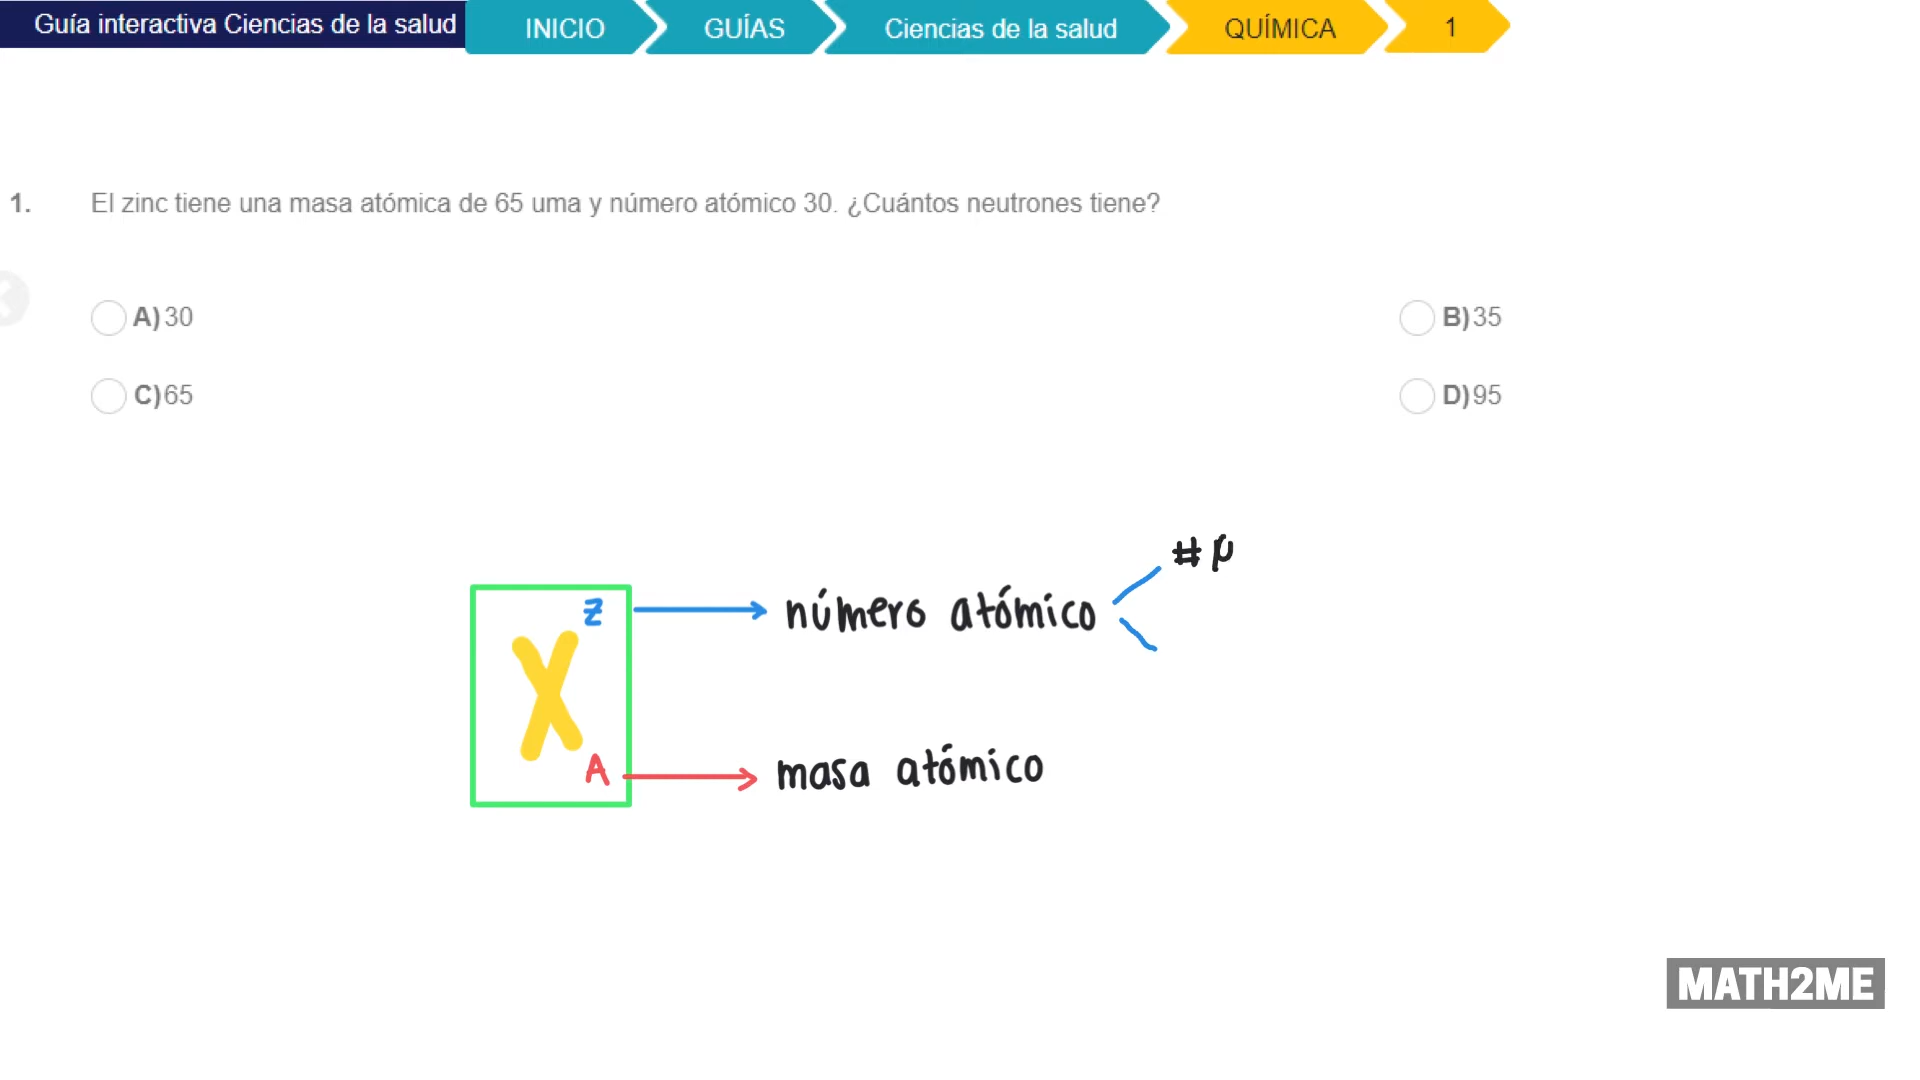 Guía interactiva Ciencias de la salud INICIO GUÍAS Ciencias de la salud QUÍMICA 1
1. El zinc tiene una masa atómica de 65 uma y número atómico 30. ¿Cuántos neutrones tiene?
A)30 B)35
C)65 D)95
#p
Z número atómico
X
A masa atómico
MATH2ME